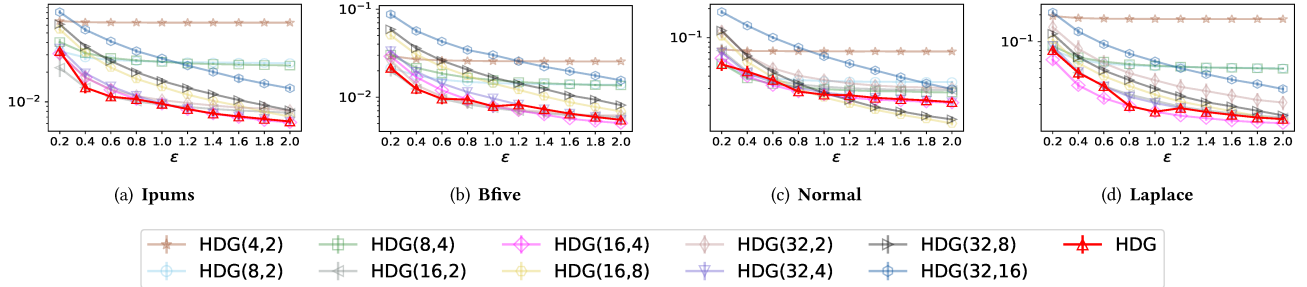 10⁻²
0.2 0.4 0.6 0.8 1.0 1.2 1.4 1.6 1.8 2.0
ε
(a) Ipums
10⁻¹
10⁻²
0.2 0.4 0.6 0.8 1.0 1.2 1.4 1.6 1.8 2.0
ε
(b) Bfive
10⁻¹
0.2 0.4 0.6 0.8 1.0 1.2 1.4 1.6 1.8 2.0
ε
(c) Normal
10⁻¹
0.2 0.4 0.6 0.8 1.0 1.2 1.4 1.6 1.8 2.0
ε
(d) Laplace
HDG(4,2) HDG(8,4) HDG(16,4) HDG(32,2) HDG(32,8) HDG
HDG(8,2) HDG(16,2) HDG(16,8) HDG(32,4) HDG(32,16)